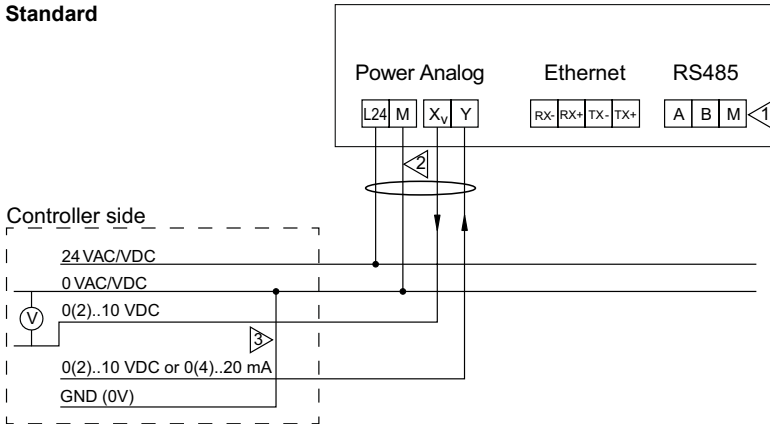 Standard
Power Analog Ethernet RS485
L24 M Xv Y RX- RX+ TX- TX+ A B M 1
2
Controller side
24 VAC/VDC
0 VAC/VDC
V 0(2)..10 VDC
3
0(2)..10 VDC or 0(4)..20 mA
GND (0V)